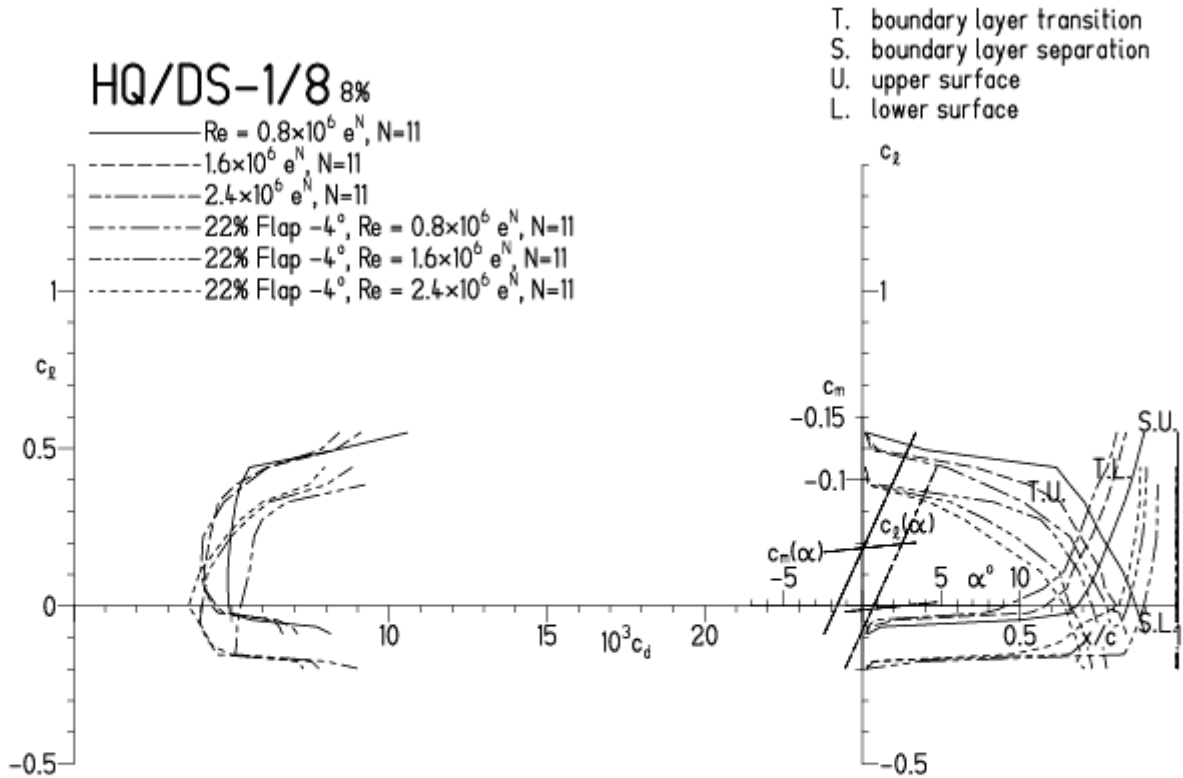 T. boundary layer transition
S. boundary layer separation
U. upper surface
L. lower surface
HQ/DS-1/8 8%
Re = 0.8×10⁶ eᴺ, N=11
1.6×10⁶ eᴺ, N=11
2.4×10⁶ eᴺ, N=11
22% Flap -4°, Re = 0.8×10⁶ eᴺ, N=11
22% Flap -4°, Re = 1.6×10⁶ eᴺ, N=11
22% Flap -4°, Re = 2.4×10⁶ eᴺ, N=11
1
cℓ
0.5
0
-0.5
10
15
10³cd
20
cℓ
1
cm
-0.15
-0.1
S.U.
T.L.
T.U.
cℓ(α)
cm(α)
-5
5
α°
10
0
0.5
x/c
S.L.
1
-0.5